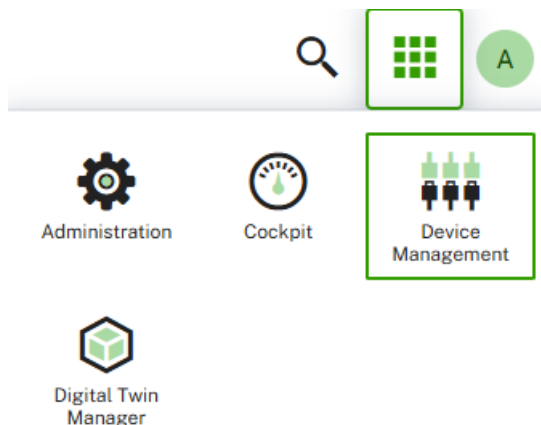 A
Administration
Cockpit
Device
Management
Digital Twin
Manager